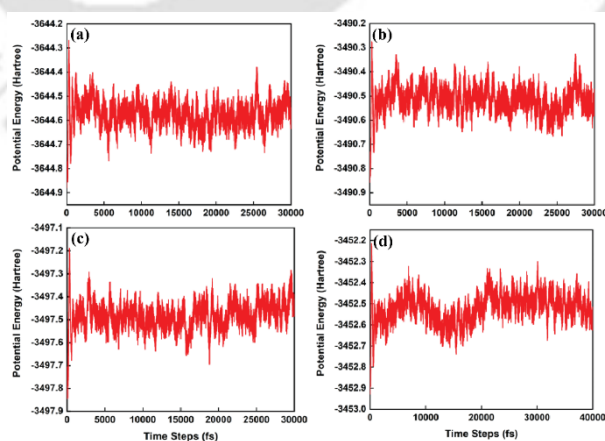 (a)
Potential Energy (Hartree)
-3644.2
-3644.3
-3644.4
-3644.5
-3644.6
-3644.7
-3644.8
-3644.9
0 5000 10000 15000 20000 25000 30000
(b)
Potential Energy (Hartree)
-3490.2
-3490.3
-3490.4
-3490.5
-3490.6
-3490.7
-3490.8
-3490.9
0 5000 10000 15000 20000 25000 30000
(c)
Potential Energy (Hartree)
-3497.1
-3497.2
-3497.3
-3497.4
-3497.5
-3497.6
-3497.7
-3497.8
-3497.9
0 5000 10000 15000 20000 25000 30000
Time Steps (fs)
(d)
Potential Energy (Hartree)
-3452.2
-3452.3
-3452.4
-3452.5
-3452.6
-3452.7
-3452.8
-3452.9
-3453.0
0 10000 20000 30000 40000
Time Steps (fs)